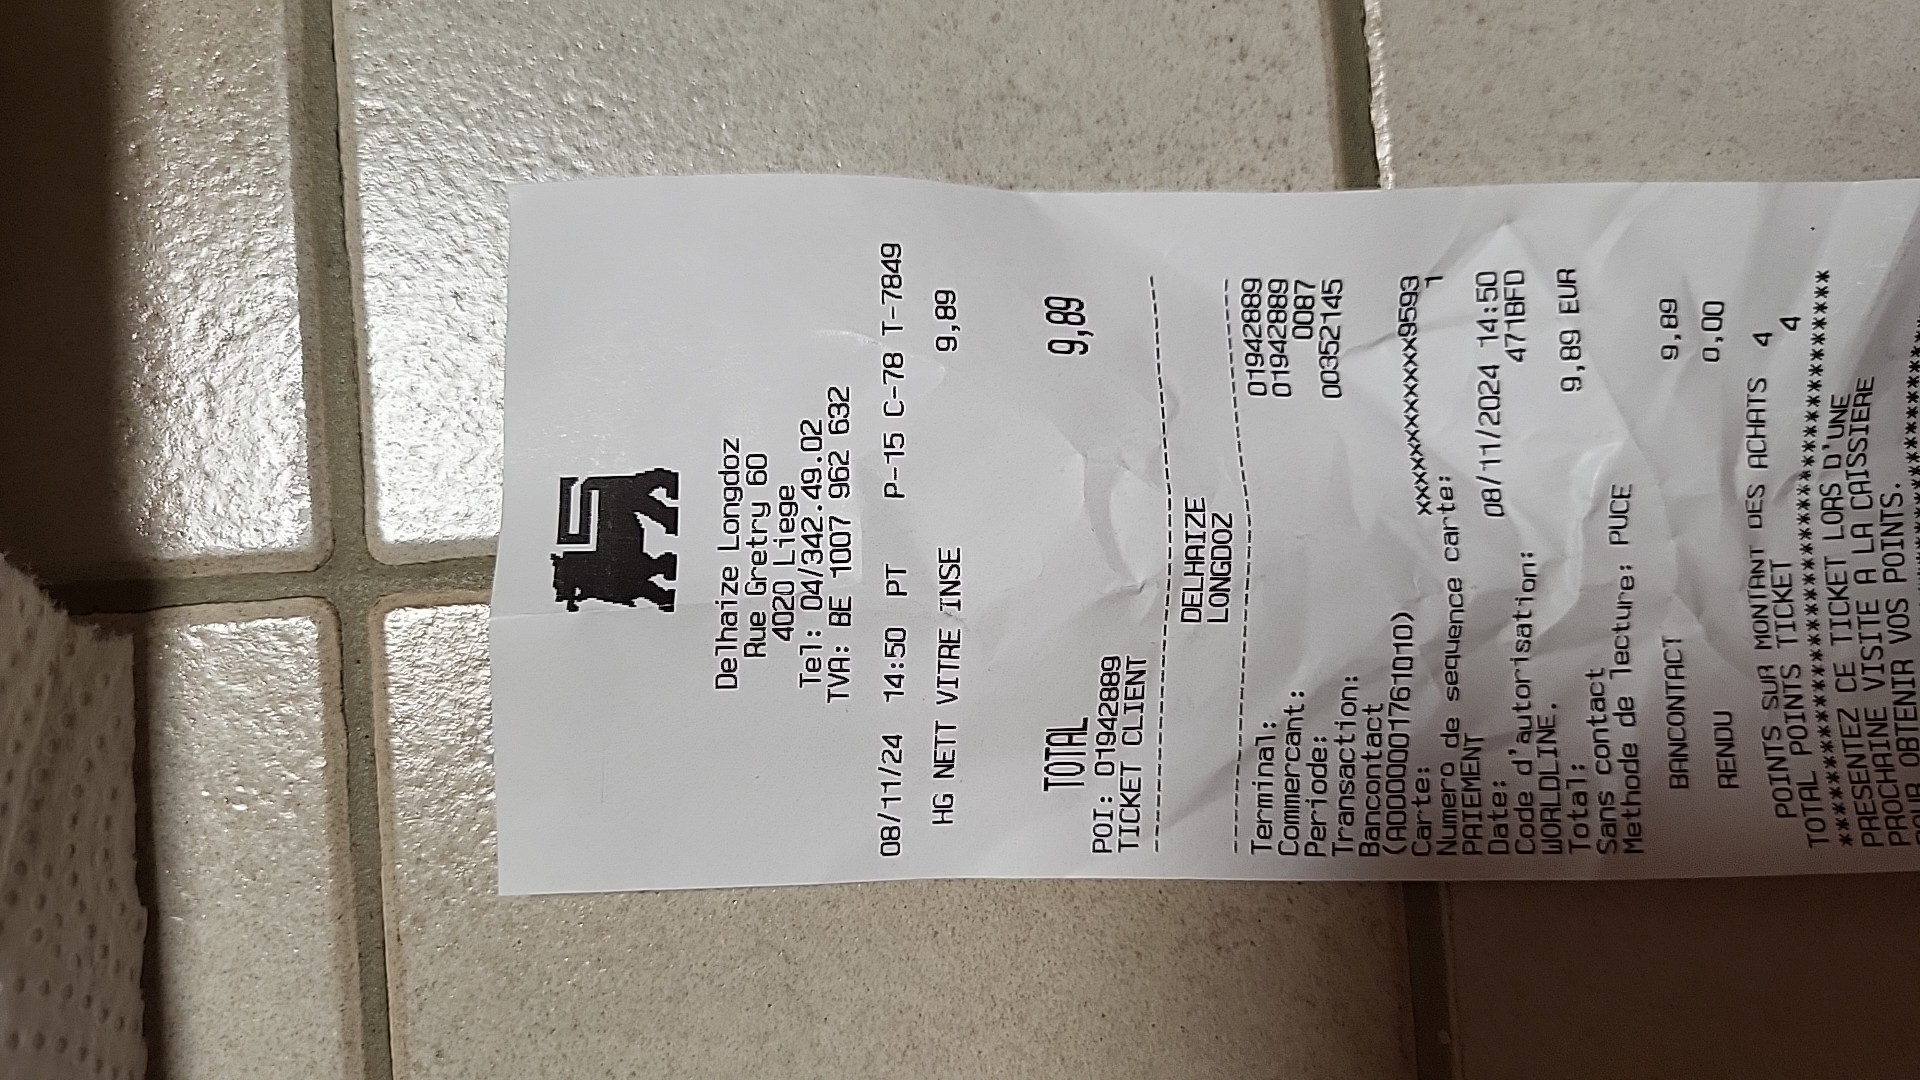 Delhaize Longdoz
Rue Gretry 60
4020 Liege
Tel: 04/342.49.02
TVA: BE 1007 962 632
08/11/24 14:50 PT P-15 C-78 T-7849
HG NETT VITRE INSE 9,89
TOTAL 9,89
POI: 01942889
TICKET CLIENT
DELHAIZE
LONGDOZ
Terminal: 01942889
Commercant: 01942889
Periode: 0087
Transaction: 00352145
Bancontact
(A0000001761010)
Carte: xxxxxxxxxxxxx9593
Numero de sequence carte: 1
PAIEMENT
Date: 08/11/2024 14:50
Code d'autorisation: 471BFD
WORLDLINE.
Total: 9,89 EUR
Sans contact
Methode de lecture: PUCE
BANCONTACT 9,89
RENDU 0,00
POINTS SUR MONTANT DES ACHATS 4
TOTAL POINTS TICKET 4
PRESENTEZ CE TICKET LORS D'UNE
PROCHAINE VISITE A LA CAISSIERE
POUR OBTENIR VOS POINTS.